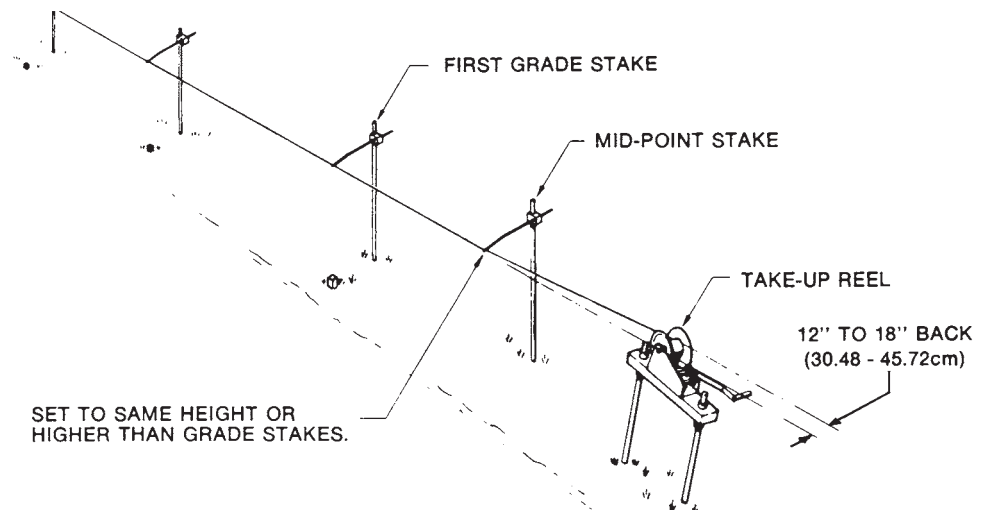 FIRST GRADE STAKE
MID-POINT STAKE
TAKE-UP REEL
12’’ TO 18’’ BACK
(30.48 - 45.72cm)
SET TO SAME HEIGHT OR
HIGHER THAN GRADE STAKES.